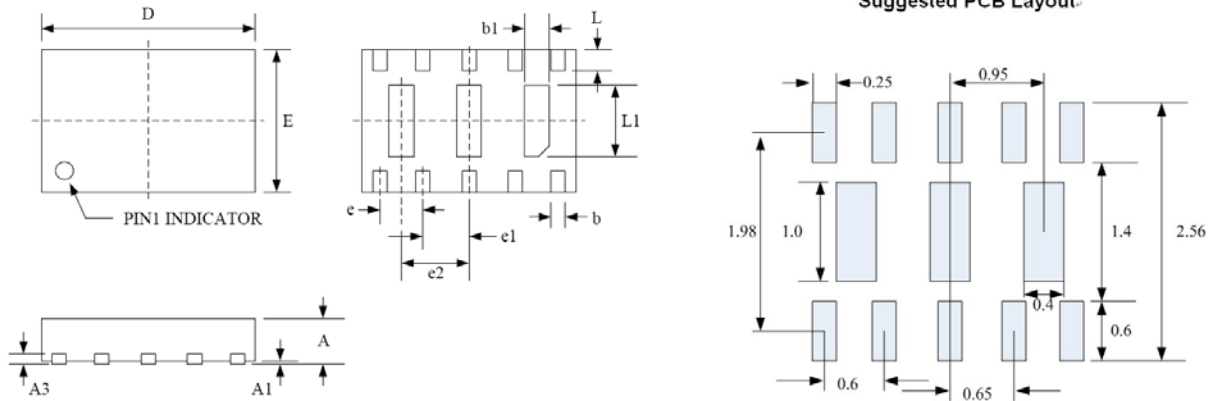 Suggested PCB Layout
D
E
PIN1 INDICATOR
b1
L
L1
e
e1
b
e2
A
A3
A1
0.25
0.95
1.98
1.0
1.4
2.56
0.4
0.6
0.6
0.65